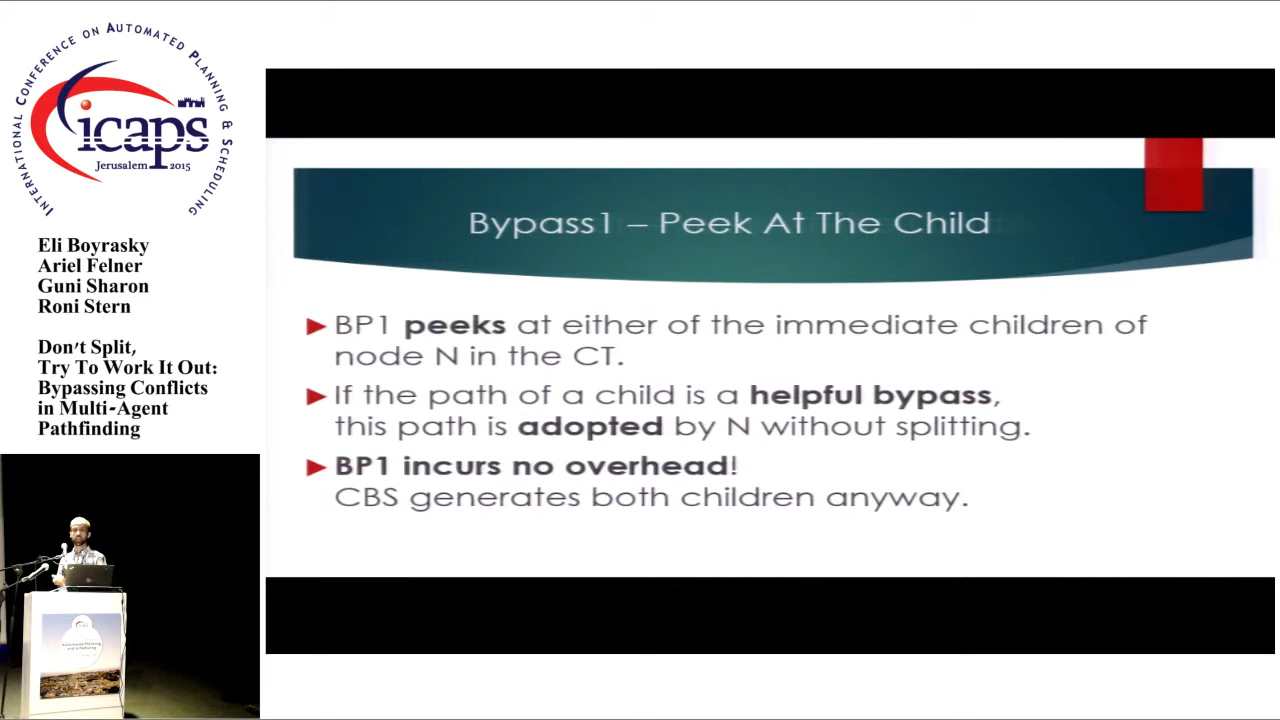 INTERNATIONAL CONFERENCE ON AUTOMATED PLANNING & SCHEDULING
icaps
Jerusalem 2015
Eli Boyrasky
Ariel Felner
Guni Sharon
Roni Stern
Don't Split,
Try To Work It Out:
Bypassing Conflicts
in Multi-Agent
Pathfinding
Bypass1 – Peek At The Child
►BP1 peeks at either of the immediate children of
node N in the CT.
►If the path of a child is a helpful bypass,
this path is adopted by N without splitting.
►BP1 incurs no overhead!
CBS generates both children anyway.